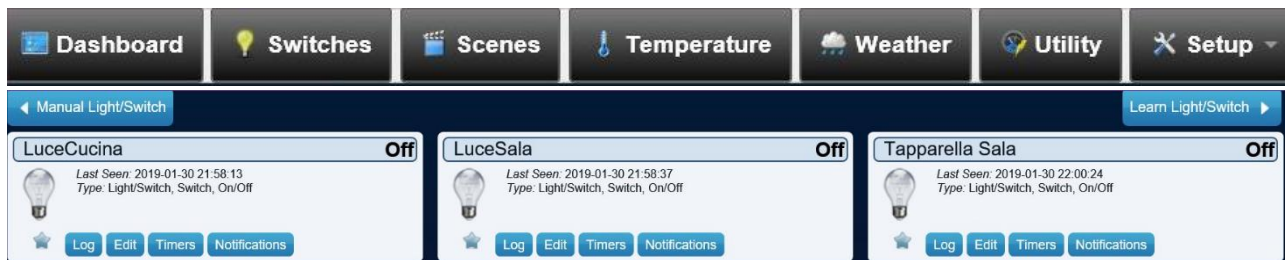 Dashboard Switches Scenes Temperature Weather Utility Setup
Manual Light/Switch Learn Light/Switch
LuceCucina Off
Last Seen: 2019-01-30 21:58:13
Type: Light/Switch, Switch, On/Off
Log Edit Timers Notifications
LuceSala Off
Last Seen: 2019-01-30 21:58:37
Type: Light/Switch, Switch, On/Off
Log Edit Timers Notifications
Tapparella Sala Off
Last Seen: 2019-01-30 22:00:24
Type: Light/Switch, Switch, On/Off
Log Edit Timers Notifications